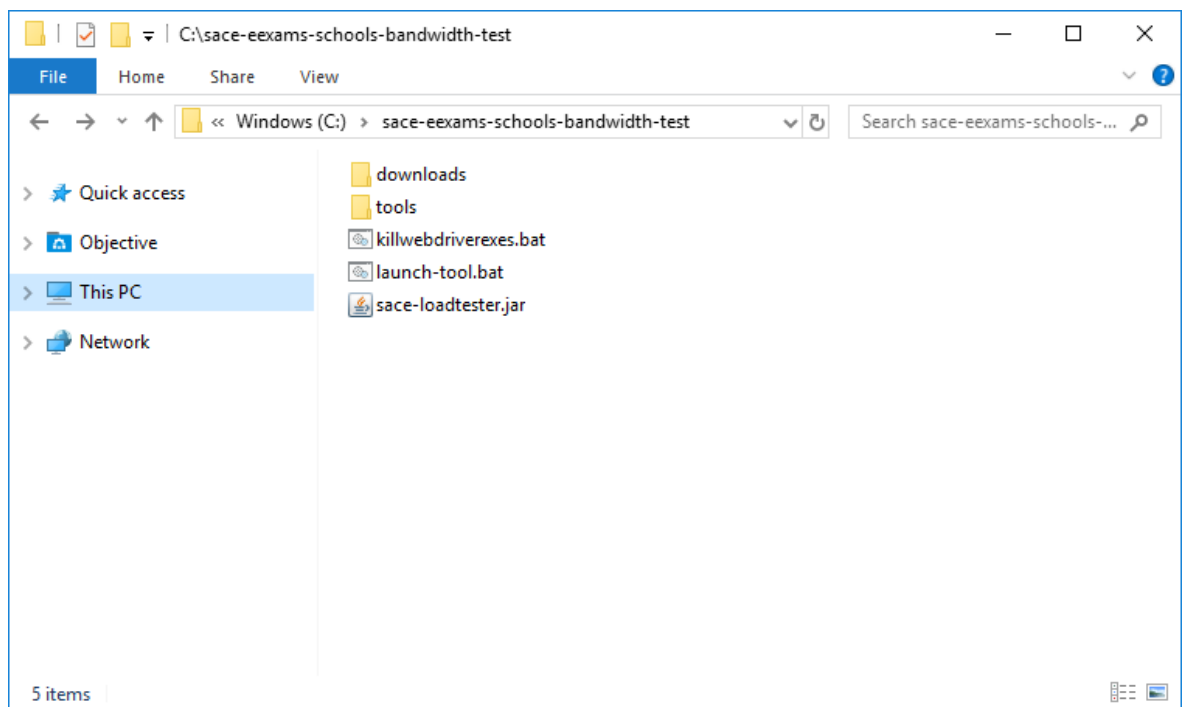 C:\sace-eexams-schools-bandwidth-test
File Home Share View
« Windows (C:) › sace-eexams-schools-bandwidth-test Search sace-eexams-schools-...
downloads
Quick access
tools
killwebdriverexes.bat
Objective
launch-tool.bat
This PC
sace-loadtester.jar
Network
5 items